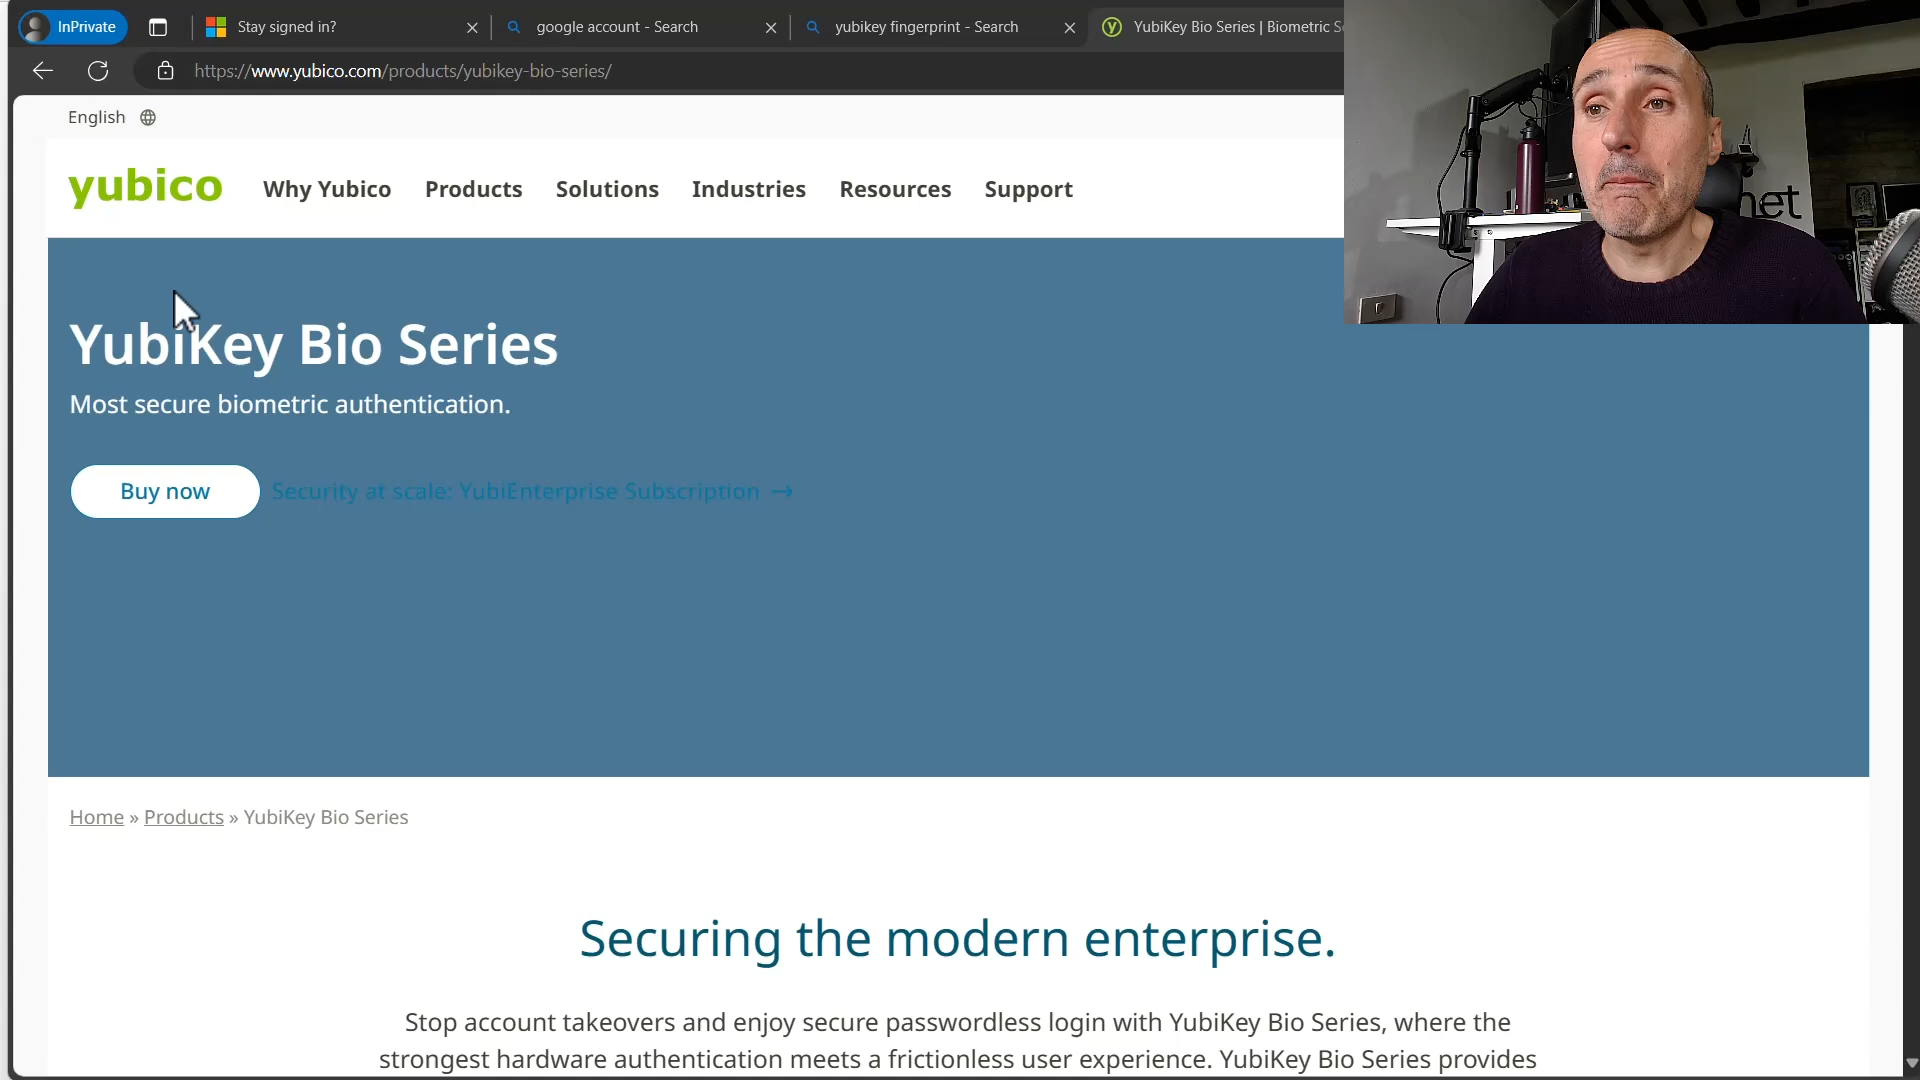 InPrivate
Stay signed in?
google account - Search
yubikey fingerprint - Search
YubiKey Bio Series | Biometric S
https://www.yubico.com/products/yubikey-bio-series/
English
yubico
Why Yubico
Products
Solutions
Industries
Resources
Support
net
YubiKey Bio Series
Most secure biometric authentication.
Buy now
Security at scale: YubiEnterprise Subscription →
Home » Products » YubiKey Bio Series
Securing the modern enterprise.
Stop account takeovers and enjoy secure passwordless login with YubiKey Bio Series, where the
strongest hardware authentication meets a frictionless user experience. YubiKey Bio Series provides